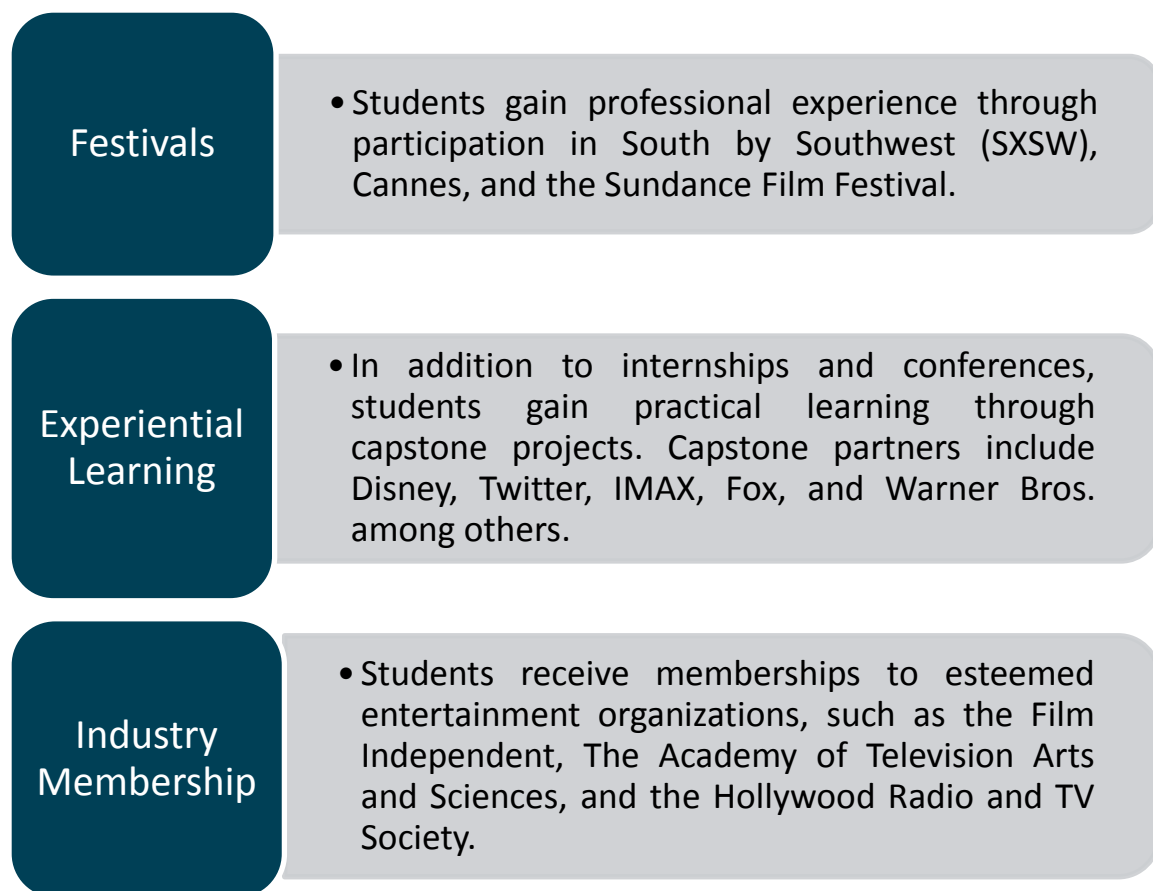 Festivals
• Students gain professional experience through
participation in South by Southwest (SXSW),
Cannes, and the Sundance Film Festival.
Experiential
Learning
• In addition to internships and conferences,
students gain practical learning through
capstone projects. Capstone partners include
Disney, Twitter, IMAX, Fox, and Warner Bros.
among others.
Industry
Membership
• Students receive memberships to esteemed
entertainment organizations, such as the Film
Independent, The Academy of Television Arts
and Sciences, and the Hollywood Radio and TV
Society.